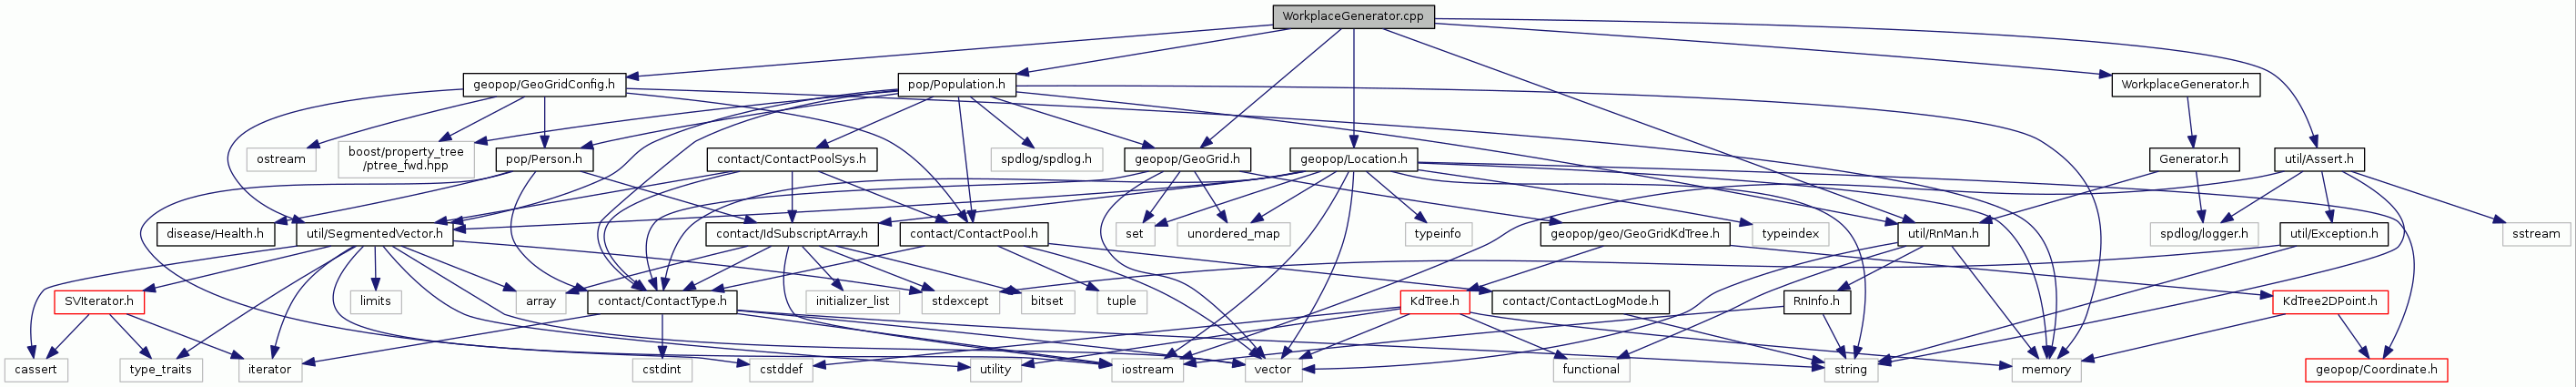 WorkplaceGenerator.cpp
geopop/GeoGridConfig.h
pop/Population.h
WorkplaceGenerator.h
ostream
boost/property_tree
/ptree_fwd.hpp
pop/Person.h
contact/ContactPoolSys.h
spdlog/spdlog.h
geopop/GeoGrid.h
geopop/Location.h
Generator.h
util/Assert.h
disease/Health.h
util/SegmentedVector.h
contact/IdSubscriptArray.h
contact/ContactPool.h
set
unordered_map
typeinfo
geopop/geo/GeoGridKdTree.h
typeindex
util/RnMan.h
spdlog/logger.h
util/Exception.h
sstream
SVIterator.h
limits
array
contact/ContactType.h
initializer_list
stdexcept
bitset
tuple
KdTree.h
contact/ContactLogMode.h
RnInfo.h
KdTree2DPoint.h
cassert
type_traits
iterator
cstdint
cstddef
utility
iostream
vector
functional
string
memory
geopop/Coordinate.h